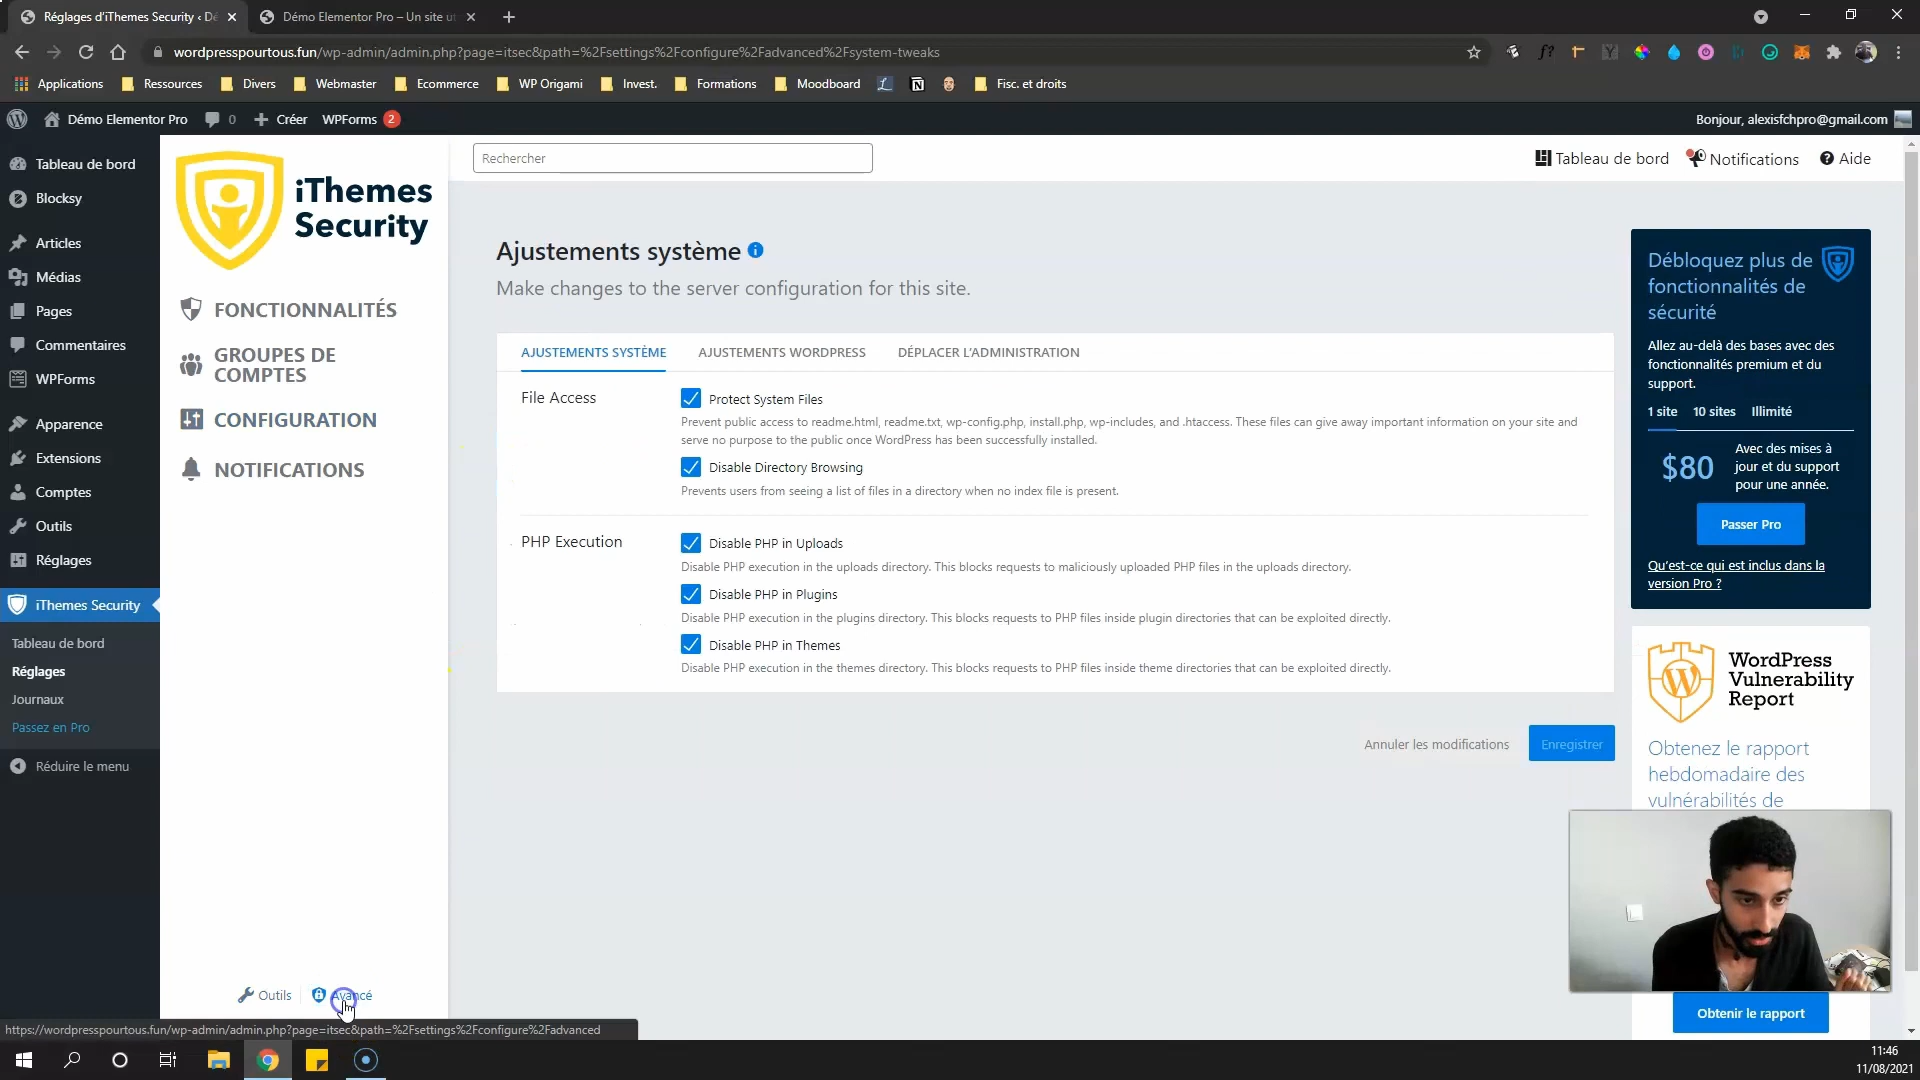 Réglages d'iThemes Security ‹ Dé
Démo Elementor Pro – Un site ut
wordpresspourtous.fun/wp-admin/admin.php?page=itsec&path=%2Fsettings%2Fconfigure%2Fadvanced%2Fsystem-tweaks
Applications
Ressources
Divers
Webmaster
Ecommerce
WP Origami
Invest.
Formations
Moodboard
Fisc. et droits
Démo Elementor Pro
0
Créer
WPForms 2
Bonjour, alexisfchpro@gmail.com
Tableau de bord
Blocksy
Articles
Médias
Pages
Commentaires
WPForms
Apparence
Extensions
Comptes
Outils
Réglages
iThemes Security
Tableau de bord
Réglages
Journaux
Passez en Pro
Réduire le menu
iThemes
Security
FONCTIONNALITÉS
GROUPES DE
COMPTES
CONFIGURATION
NOTIFICATIONS
Outils
Avancé
Rechercher
Tableau de bord
Notifications
Aide
Ajustements système
Make changes to the server configuration for this site.
AJUSTEMENTS SYSTÈME
AJUSTEMENTS WORDPRESS
DÉPLACER L'ADMINISTRATION
File Access
Protect System Files
Prevent public access to readme.html, readme.txt, wp-config.php, install.php, wp-includes, and .htaccess. These files can give away important information on your site and
serve no purpose to the public once WordPress has been successfully installed.
Disable Directory Browsing
Prevents users from seeing a list of files in a directory when no index file is present.
PHP Execution
Disable PHP in Uploads
Disable PHP execution in the uploads directory. This blocks requests to maliciously uploaded PHP files in the uploads directory.
Disable PHP in Plugins
Disable PHP execution in the plugins directory. This blocks requests to PHP files inside plugin directories that can be exploited directly.
Disable PHP in Themes
Disable PHP execution in the themes directory. This blocks requests to PHP files inside theme directories that can be exploited directly.
Annuler les modifications
Enregistrer
Débloquez plus de
fonctionnalités de
sécurité
Allez au-delà des bases avec des
fonctionnalités premium et du
support.
1 site
10 sites
Illimité
$80
Avec des mises à
jour et du support
pour une année.
Passer Pro
Qu'est-ce qui est inclus dans la
version Pro ?
WordPress
Vulnerability
Report
Obtenez le rapport
hebdomadaire des
vulnérabilités de
Obtenir le rapport
https://wordpresspourtous.fun/wp-admin/admin.php?page=itsec&path=%2Fsettings%2Fconfigure%2Fadvanced
11:46
11/08/2021